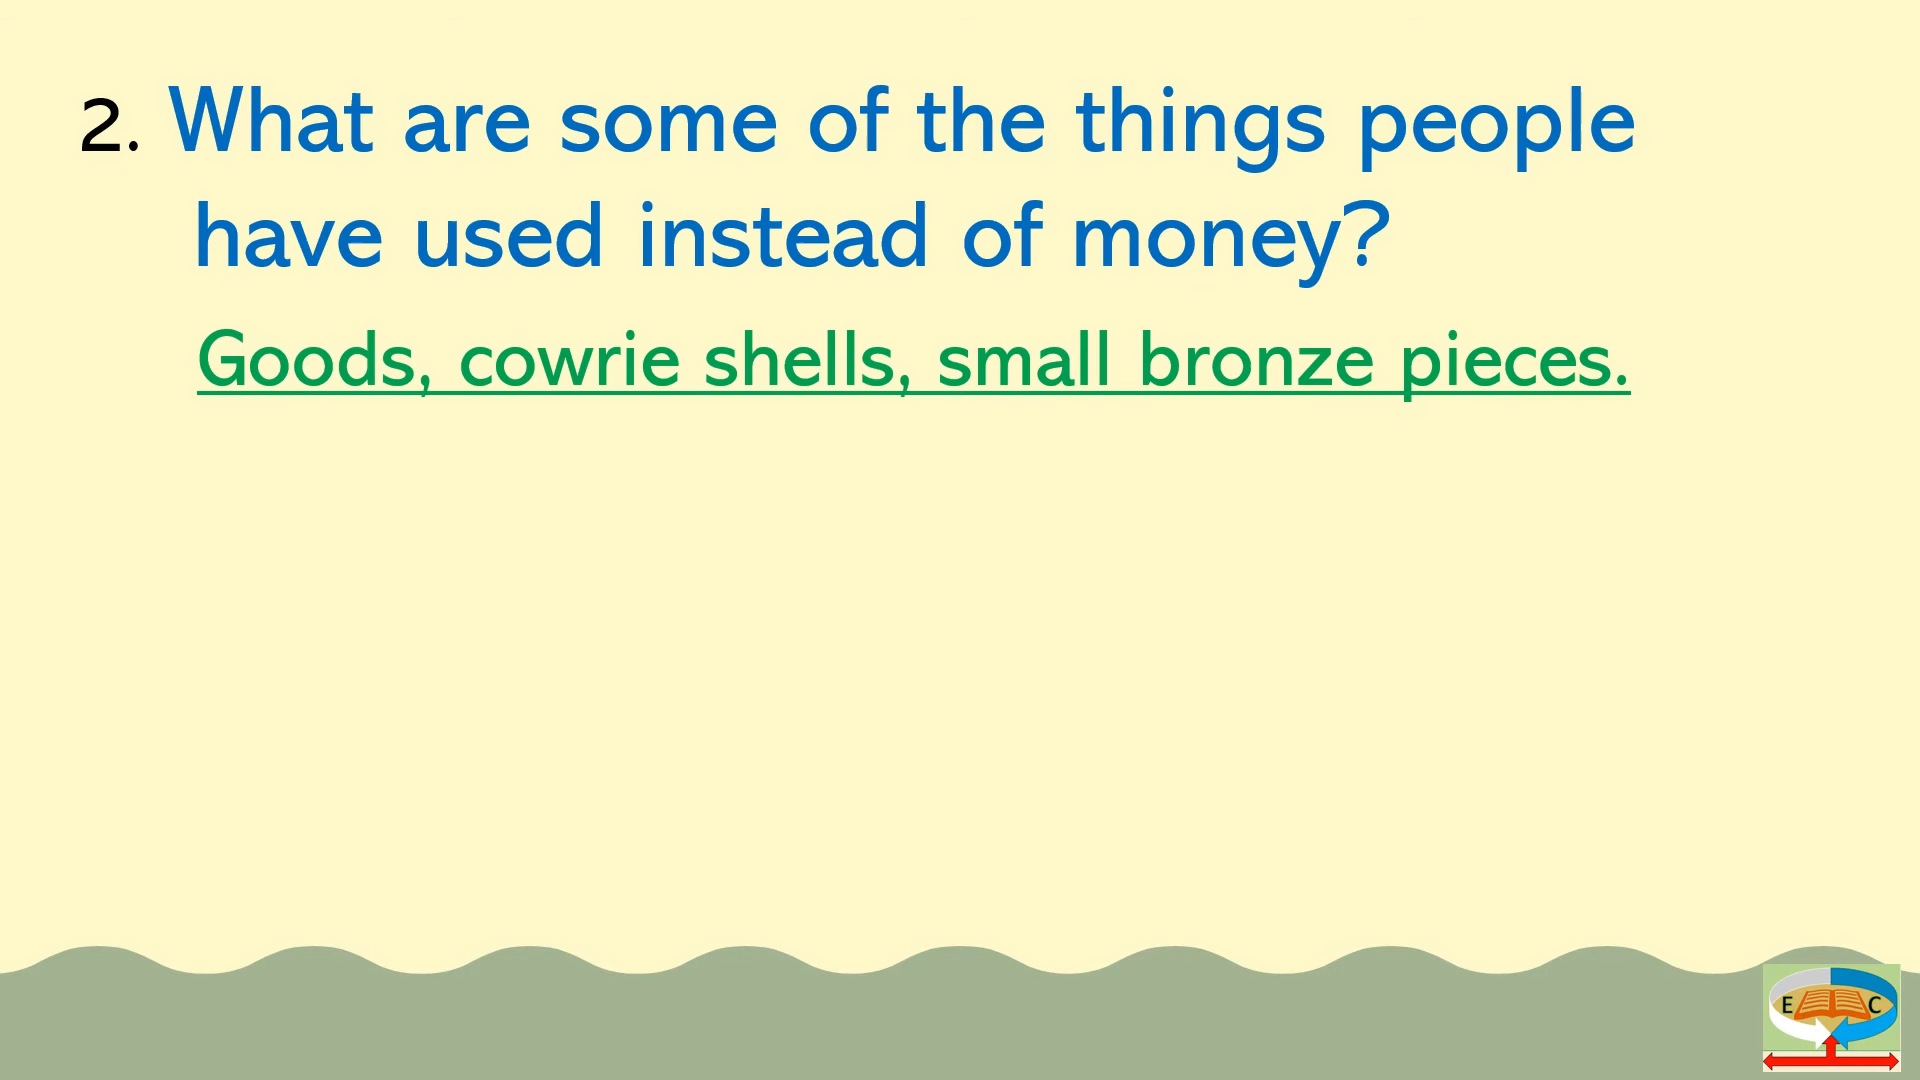 2. What are some of the things people
have used instead of money?
Goods, cowrie shells, small bronze pieces.
E C